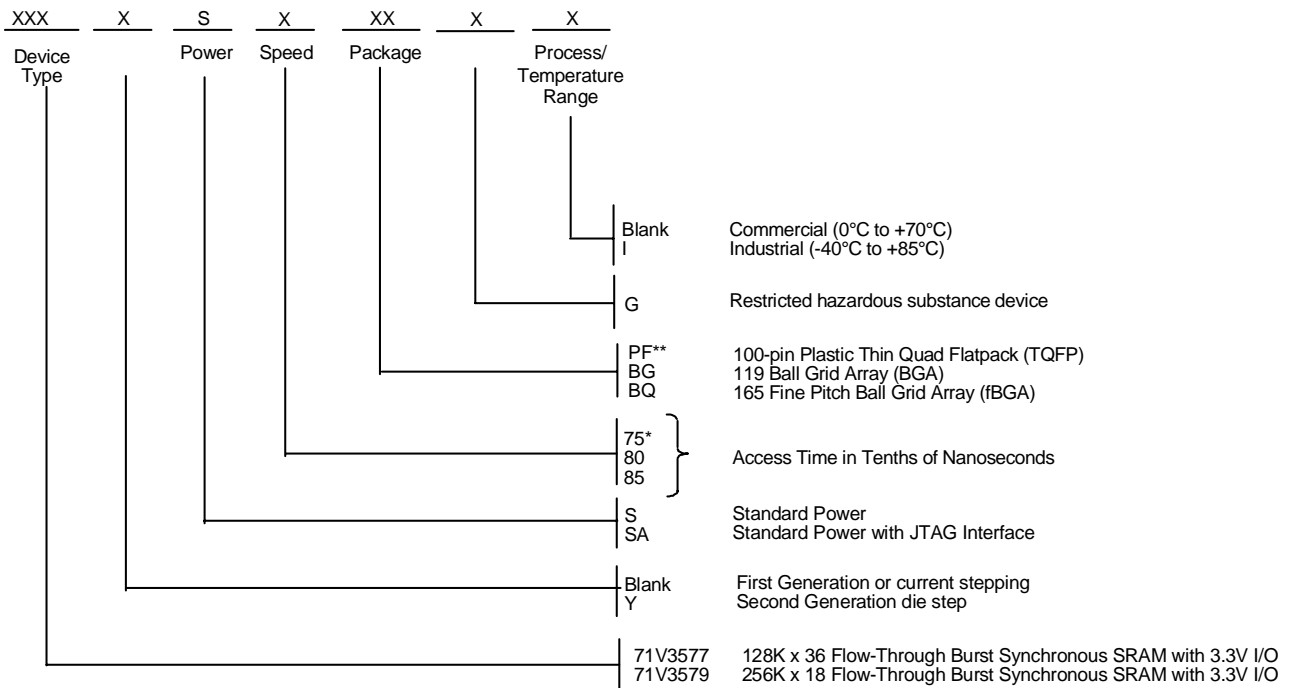 XXX X S X XX X X
Device Type Power Speed Package Process/ Temperature Range
Blank Commercial (0°C to +70°C)
I Industrial (-40°C to +85°C)
G Restricted hazardous substance device
PF** 100-pin Plastic Thin Quad Flatpack (TQFP)
BG 119 Ball Grid Array (BGA)
BQ 165 Fine Pitch Ball Grid Array (fBGA)
75*
80 Access Time in Tenths of Nanoseconds
85
S Standard Power
SA Standard Power with JTAG Interface
Blank First Generation or current stepping
Y Second Generation die step
71V3577 128K x 36 Flow-Through Burst Synchronous SRAM with 3.3V I/O
71V3579 256K x 18 Flow-Through Burst Synchronous SRAM with 3.3V I/O